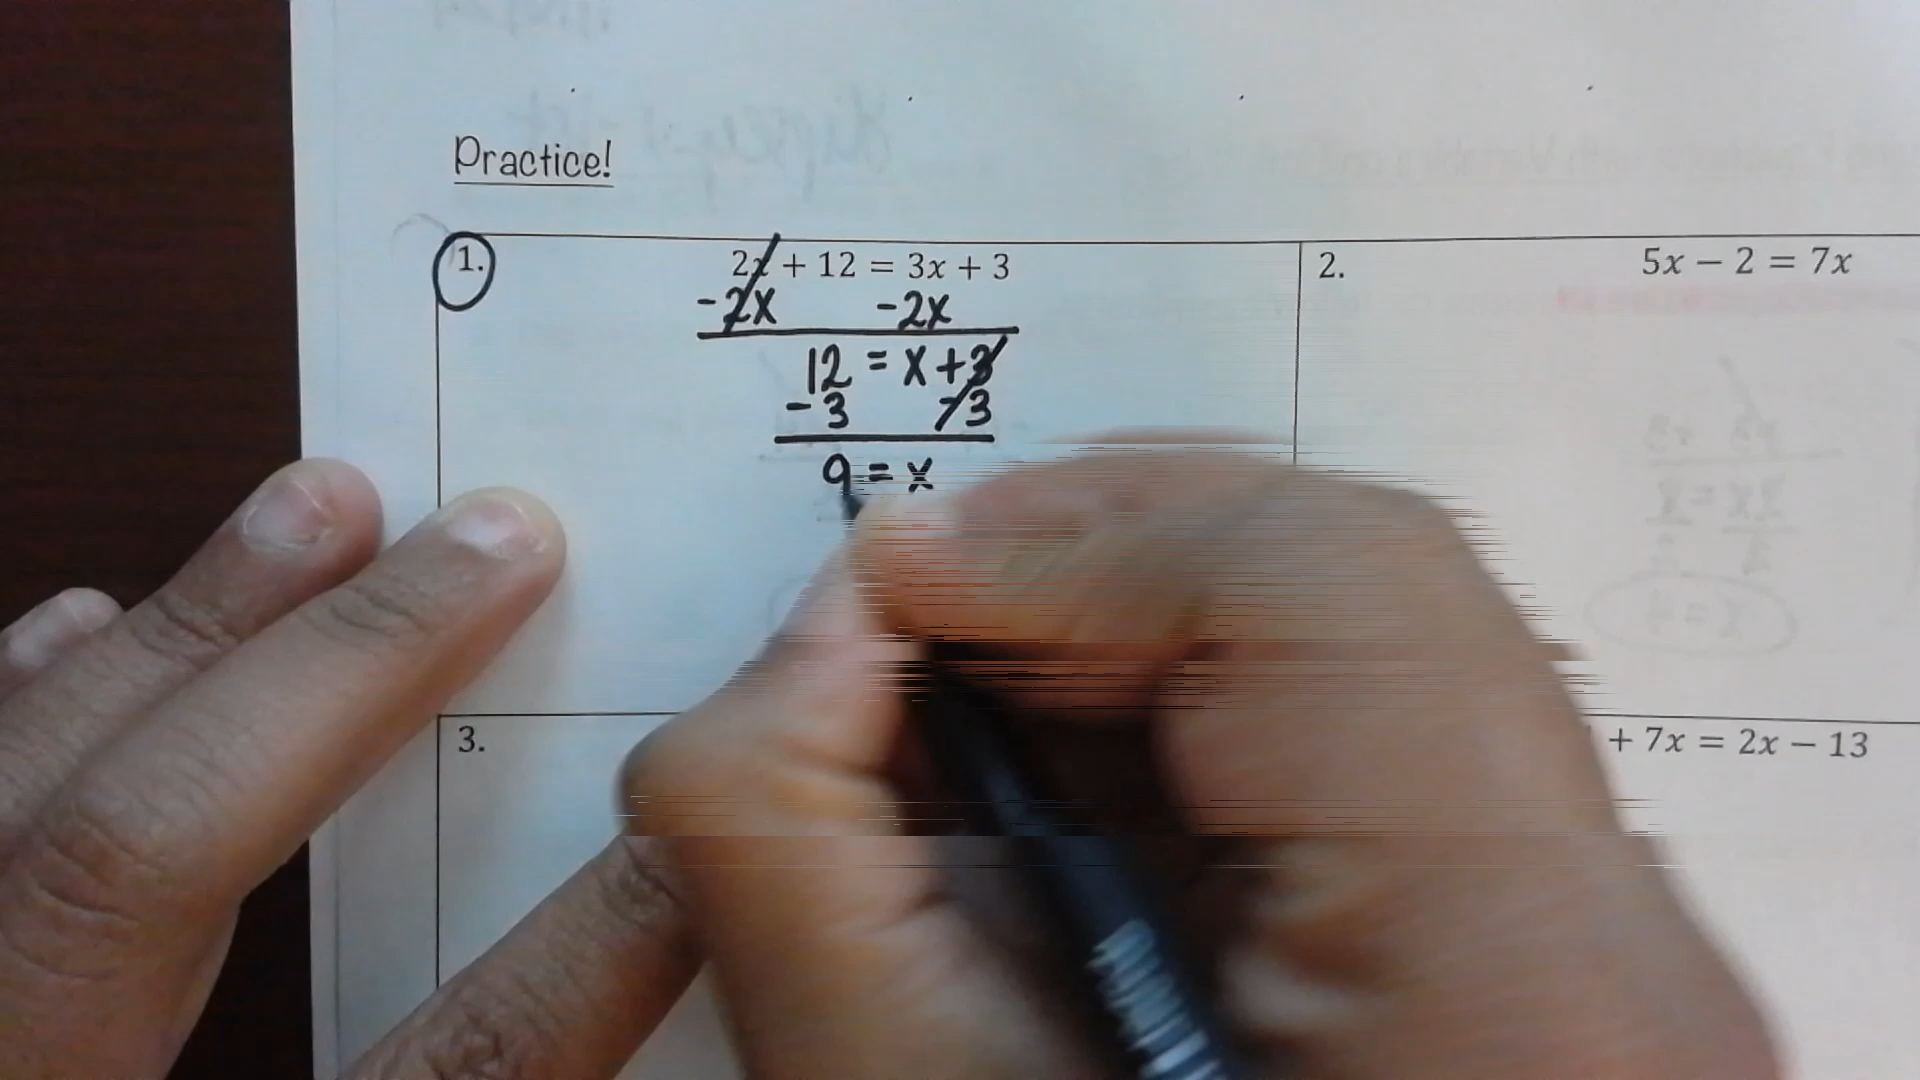 Practice!
1. 2x + 12 = 3x + 3
-2x -2x
12 = x + 3
-3 -3
9 = x
2. 5x − 2 = 7x
3.
+ 7x = 2x − 13